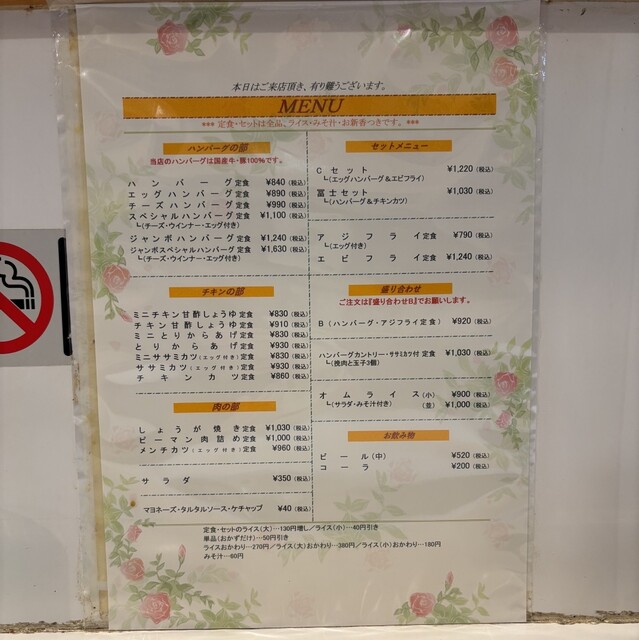 本日はご来店頂き、有り難うございます。
MENU
*** 定食・セットは全品、ライス・みそ汁・お新香つきです。 ***
ハンバーグの部
当店のハンバーグは国産牛・豚100%です。
ハンバーグ定食 ¥840(税込)
エッグハンバーグ定食 ¥890(税込)
チーズハンバーグ定食 ¥990(税込)
スペシャルハンバーグ定食 ¥1,100(税込)
┗(チーズ・ウインナー・エッグ付き)
ジャンボハンバーグ定食 ¥1,240(税込)
ジャンボスペシャルハンバーグ定食 ¥1,630(税込)
┗(チーズ・ウインナー・エッグ付き)
チキンの部
ミニチキン甘酢しょうゆ定食 ¥830(税込)
チキン甘酢しょうゆ定食 ¥910(税込)
ミニとりからあげ定食 ¥830(税込)
とりからあげ定食 ¥930(税込)
ミニササミカツ(エッグ付き)定食 ¥830(税込)
ササミカツ(エッグ付き)定食 ¥930(税込)
チキンカツ定食 ¥860(税込)
肉の部
しょうが焼き定食 ¥1,030(税込)
ピーマン肉詰め定食 ¥1,000(税込)
メンチカツ(エッグ付き)定食 ¥960(税込)
サラダ ¥350(税込)
マヨネーズ・タルタルソース・ケチャップ ¥40(税込)
セットメニュー
Cセット ¥1,220(税込)
┗(エッグハンバーグ&エビフライ)
冨士セット ¥1,030(税込)
┗(ハンバーグ&チキンカツ)
アジフライ定食 ¥790(税込)
┗(エッグ付き)
エビフライ定食 ¥1,240(税込)
盛り合わせ
ご注文は『盛り合わせB』でお願いします。
B(ハンバーグ・アジフライ定食) ¥920(税込)
ハンバーグカントリー・ササミカツ付定食 ¥1,030(税込)
┗(挽肉と玉子3個)
オムライス(小) ¥900(税込)
┗(サラダ・みそ汁付き) (並) ¥1,000(税込)
お飲み物
ビール(中) ¥520(税込)
コーラ ¥200(税込)
定食・セットのライス(大)…130円増し/ライス(小)…40円引き
単品(おかずだけ)…50円引き
ライスおかわり…270円/ライス(大)おかわり…380円/ライス(小)おかわり…180円
みそ汁…60円